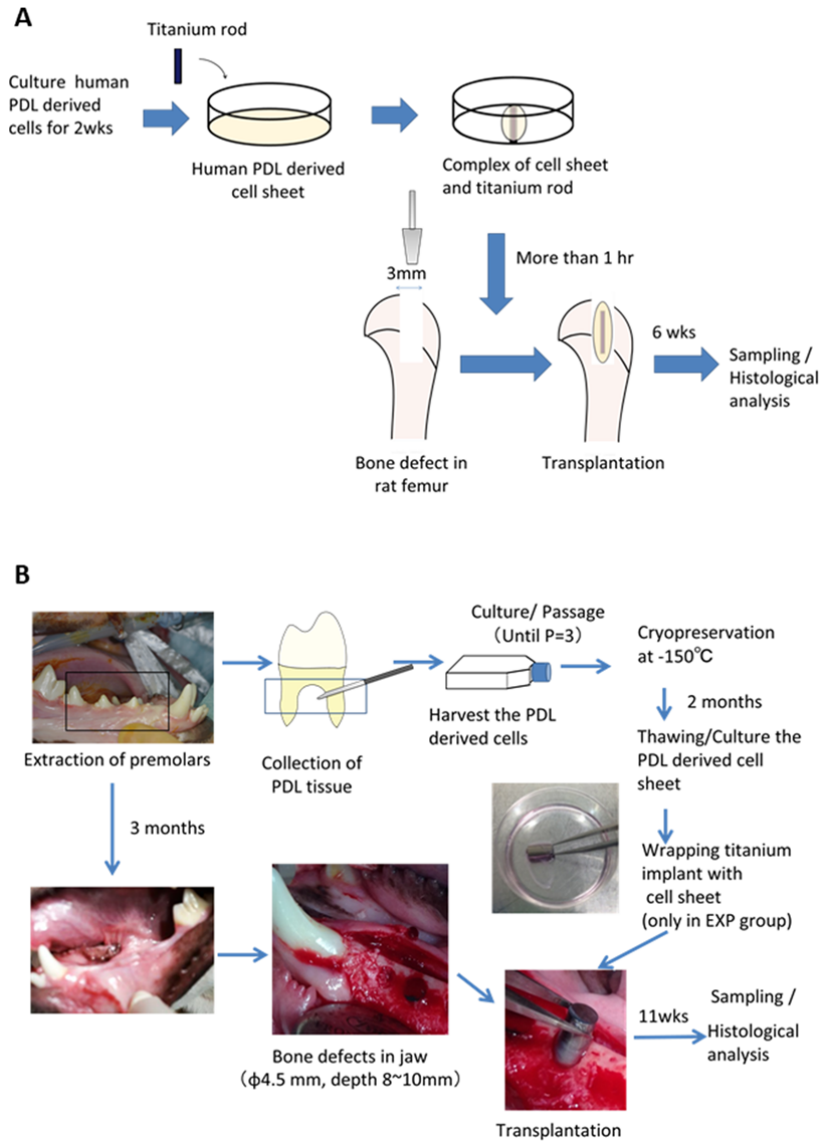 A
Titanium rod
Culture human
PDL derived
cells for 2wks
Human PDL derived
cell sheet
Complex of cell sheet
and titanium rod
3mm
More than 1 hr
6 wks
Sampling /
Histological
analysis
Bone defect in
rat femur
Transplantation
B
Culture/ Passage
(Until P=3)
Cryopreservation
at -150℃
Harvest the PDL
derived cells
2 months
Extraction of premolars
Collection of
PDL tissue
Thawing/Culture the
PDL derived cell
sheet
3 months
Wrapping titanium
implant with
cell sheet
(only in EXP group)
11wks
Sampling /
Histological
analysis
Bone defects in jaw
(ϕ4.5 mm, depth 8~10mm)
Transplantation